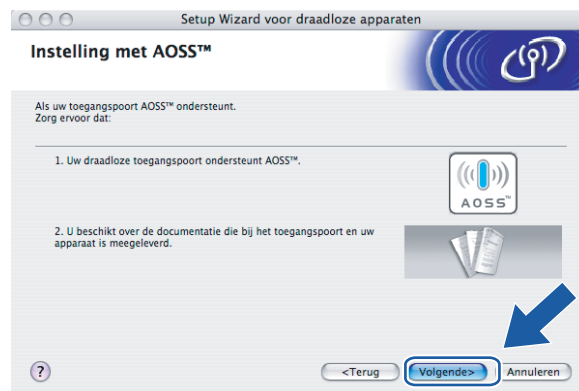 Setup Wizard voor draadloze apparaten
Instelling met AOSS™
Als uw toegangspoort AOSS™ ondersteunt.
Zorg ervoor dat:
1. Uw draadloze toegangspoort ondersteunt AOSS™.
AOSS™
2. U beschikt over de documentatie die bij het toegangspoort en uw
apparaat is meegeleverd.
?
<Terug
Volgende>
Annuleren